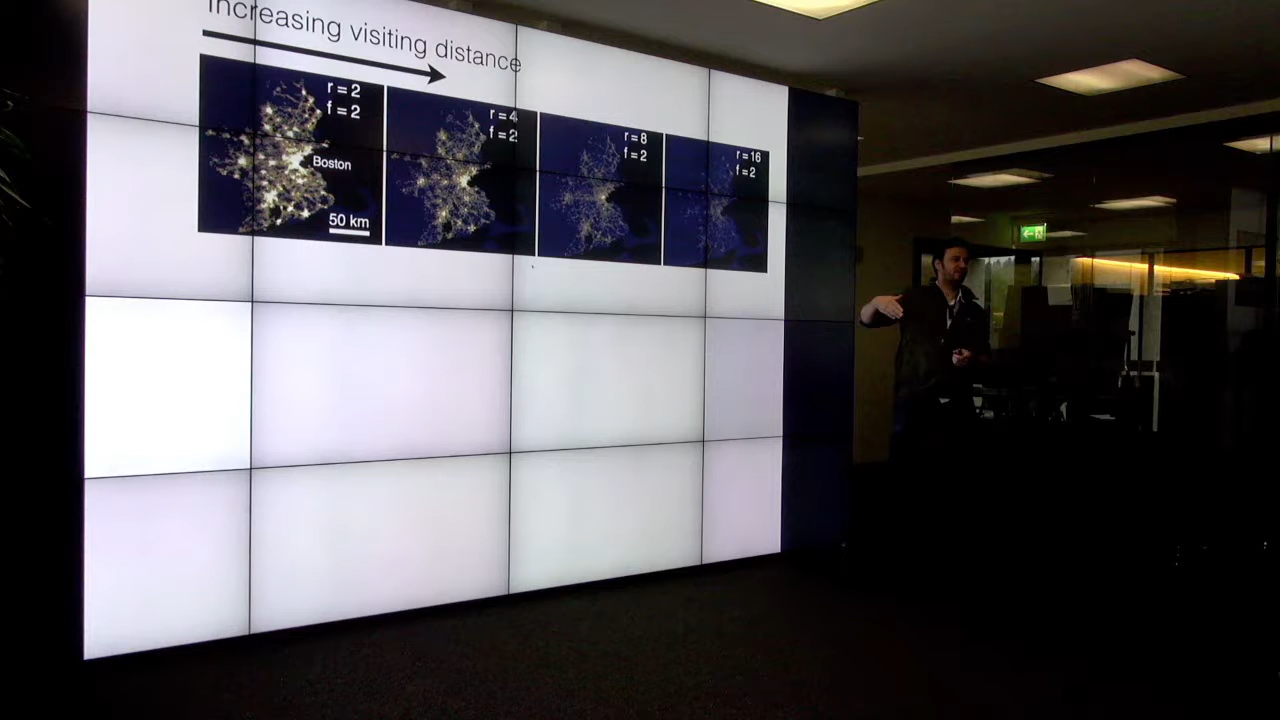 Increasing visiting distance
r = 2
f = 2
Boston
50 km
r = 4
f = 2
r = 8
f = 2
r = 16
f = 2